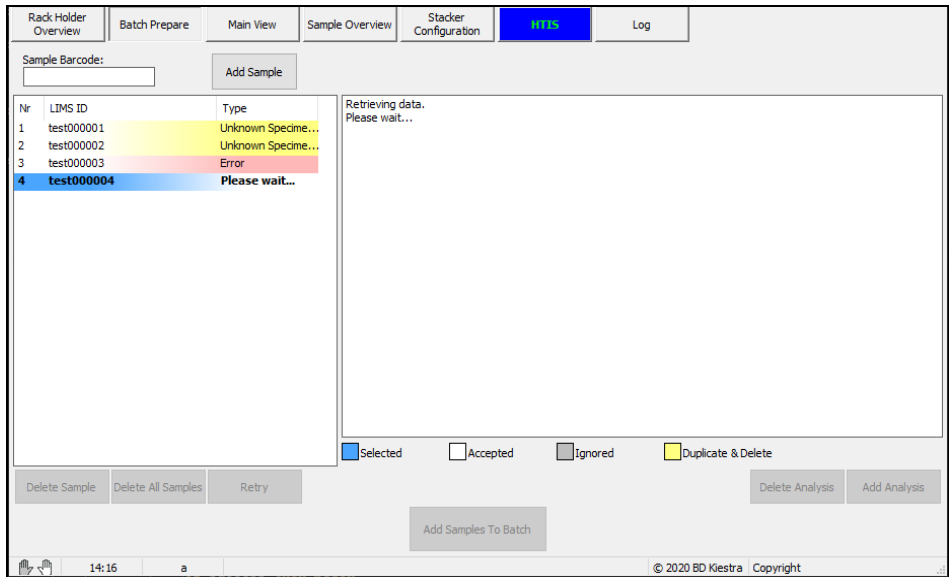 Rack Holder
Overview
Batch Prepare
Main View
Sample Overview
Stacker
Configuration
HTIS
Log
Sample Barcode:
Add Sample
Nr LIMS ID Type
1 test000001 Unknown Specime...
2 test000002 Unknown Specime...
3 test000003 Error
4 test000004 Please wait...
Retrieving data.
Please wait...
Selected Accepted Ignored Duplicate & Delete
Delete Sample Delete All Samples Retry Delete Analysis Add Analysis
Add Samples To Batch
14:16 a © 2020 BD Kiestra Copyright